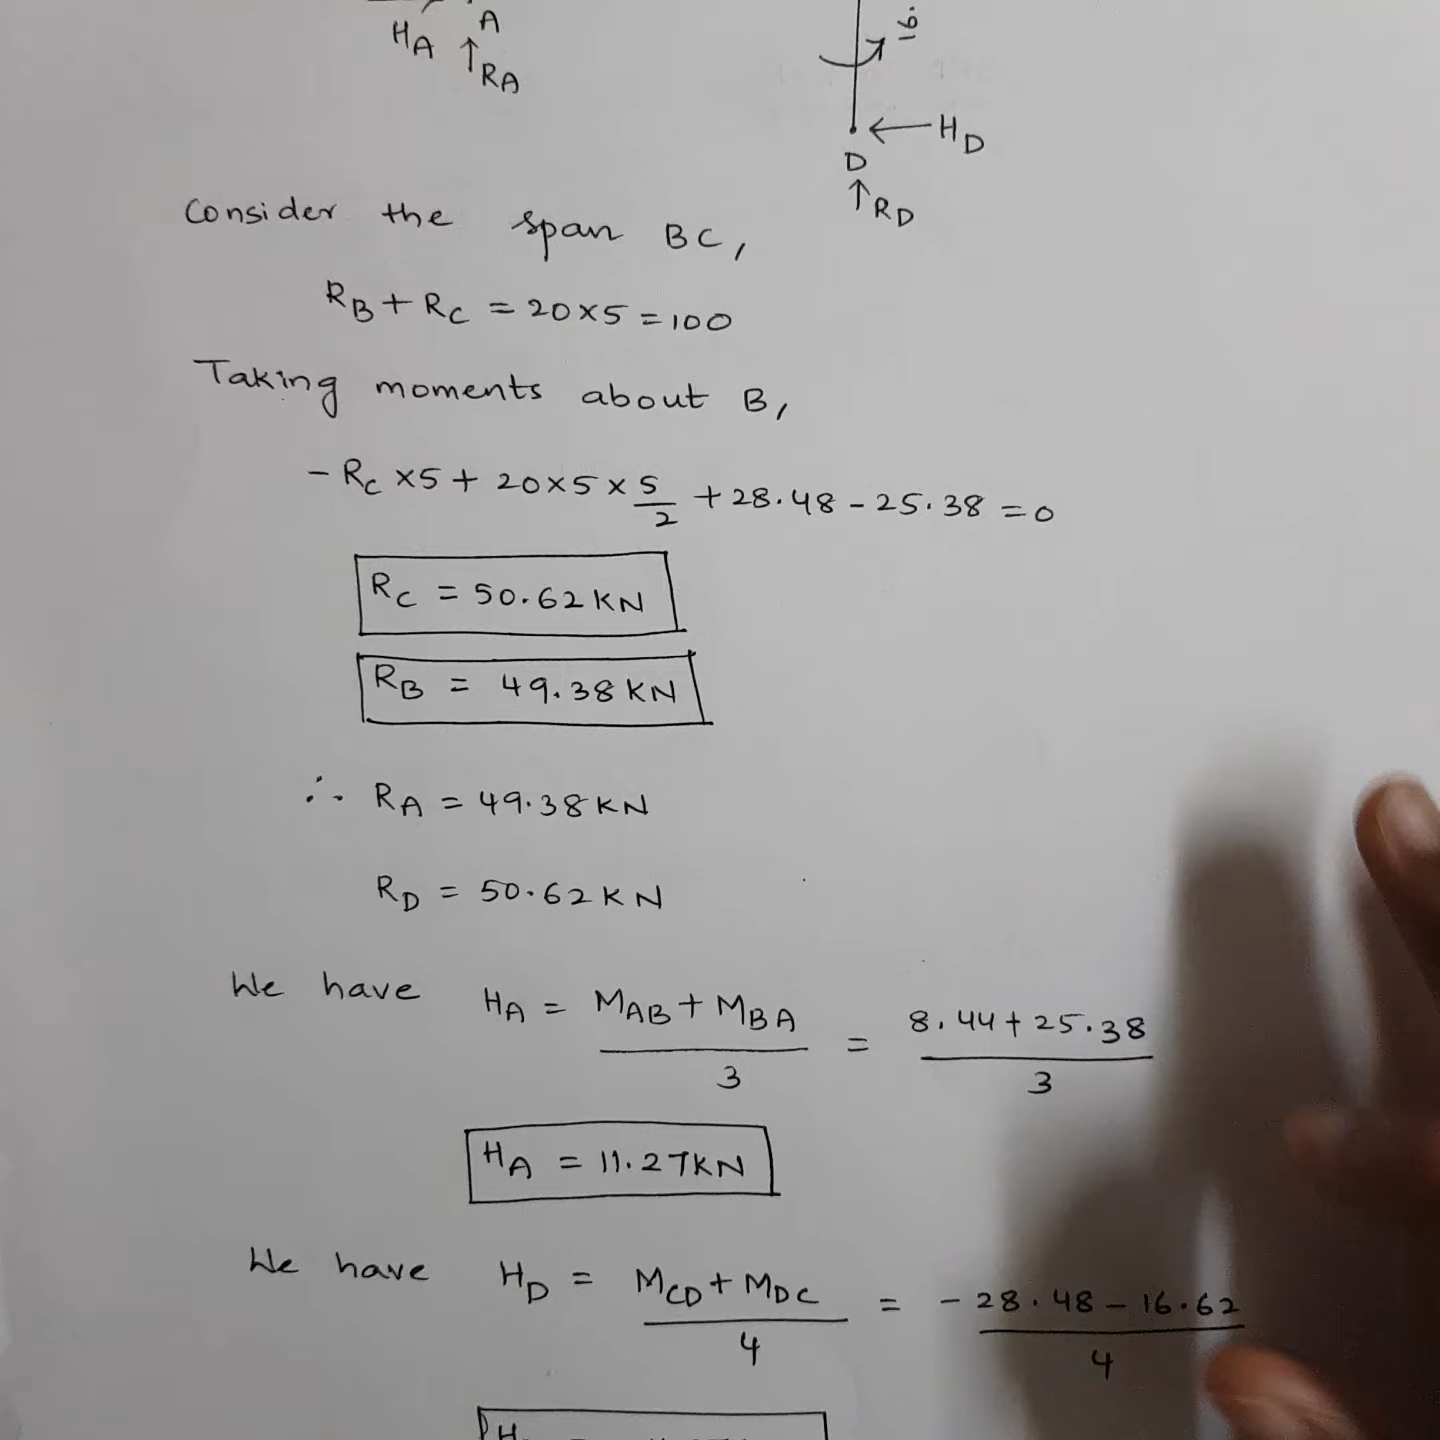 HA A
↑RA
16.
D ← HD
↑RD
Consider the span BC,
RB + RC = 20×5 = 100
Taking moments about B,
- RC ×5 + 20×5×5/2 + 28.48 - 25.38 = 0
RC = 50.62 KN
RB = 49.38 KN
∴ RA = 49.38 KN
RD = 50.62 KN
We have HA = MAB + MBA / 3 = 8.44 + 25.38 / 3
HA = 11.27 KN
We have HD = MCD + MDC / 4 = - 28.48 - 16.62 / 4